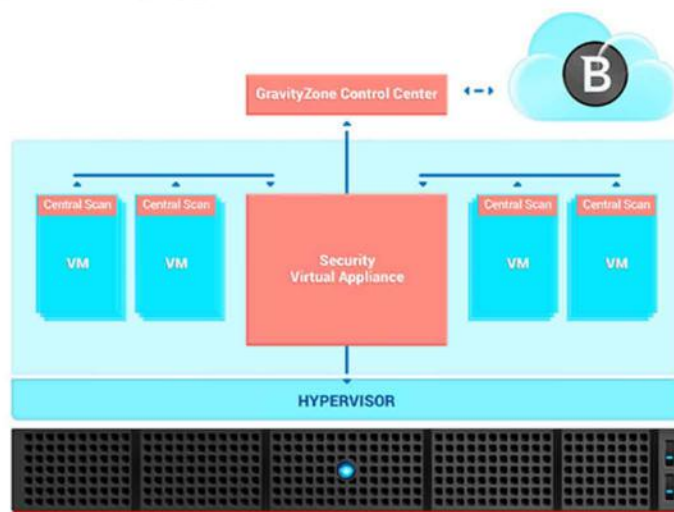 GravityZone Control Center
B
Central Scan
VM
Central Scan
VM
Security
Virtual Appliance
Central Scan
VM
Central Scan
VM
HYPERVISOR